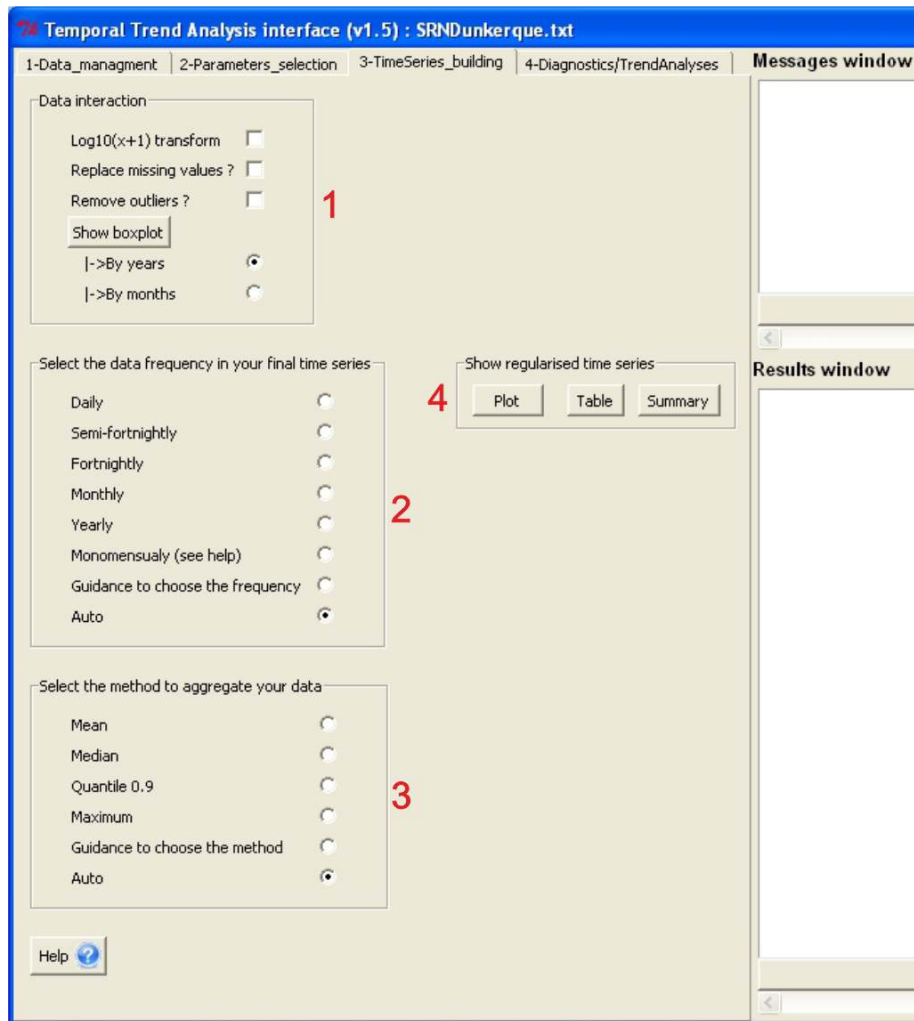 Temporal Trend Analysis interface (v1.5) : SRNDunkerque.txt
1-Data_managment
2-Parameters_selection
3-TimeSeries_building
4-Diagnostics/TrendAnalyses
Messages window
Data interaction
Log10(x+1) transform
Replace missing values ?
Remove outliers ?
1
Show boxplot
|->By years
|->By months
Select the data frequency in your final time series
Daily
Semi-fortnightly
Fortnightly
Monthly
2
Yearly
Monomensualy (see help)
Guidance to choose the frequency
Auto
Show regularised time series
4
Plot
Table
Summary
Results window
Select the method to aggregate your data
Mean
Median
Quantile 0.9
3
Maximum
Guidance to choose the method
Auto
Help ?